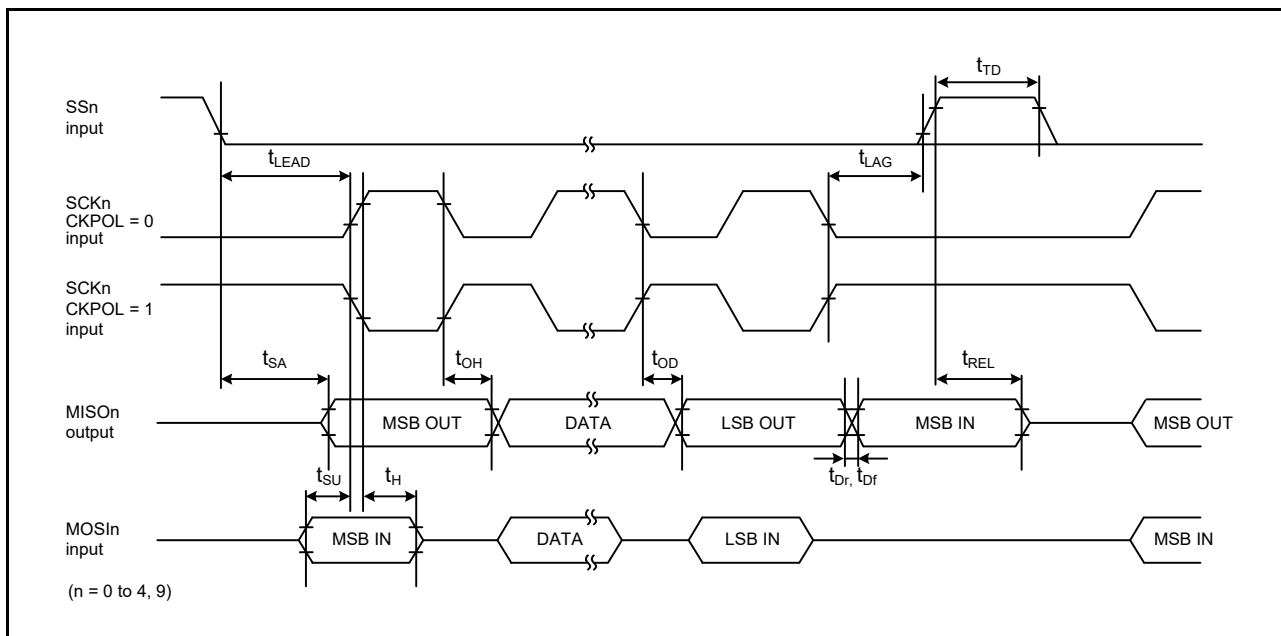 tTD
SSn
input
tLEAD
tLAG
SCKn
CKPOL = 0
input
SCKn
CKPOL = 1
input
tSA
tOH
tOD
tREL
MISOn
output
MSB OUT
DATA
LSB OUT
MSB IN
MSB OUT
tSU
tH
tDr, tDf
MOSIn
input
MSB IN
DATA
LSB IN
MSB IN
(n = 0 to 4, 9)